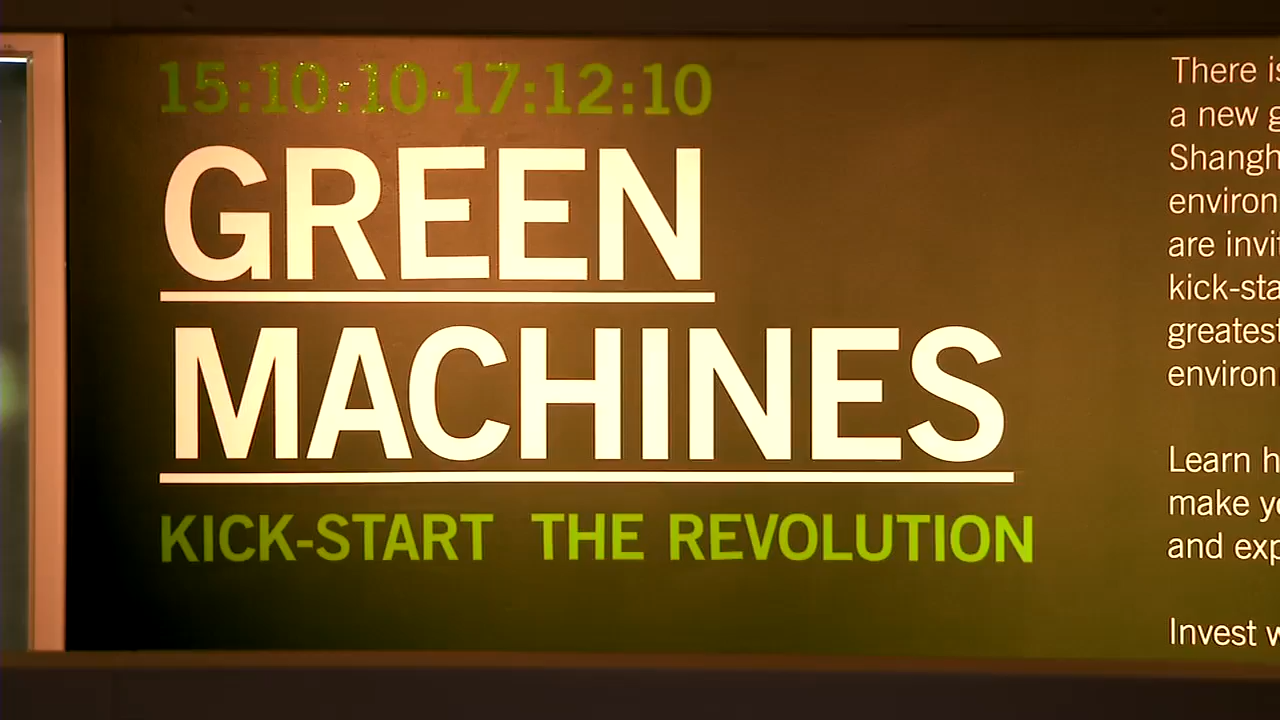 15:10:10-17:12:10
GREEN
MACHINES
KICK-START THE REVOLUTION
There
a new
Shangh
environ
are invi
kick-sta
greatest
environ
Learn
make
and exp
Invest